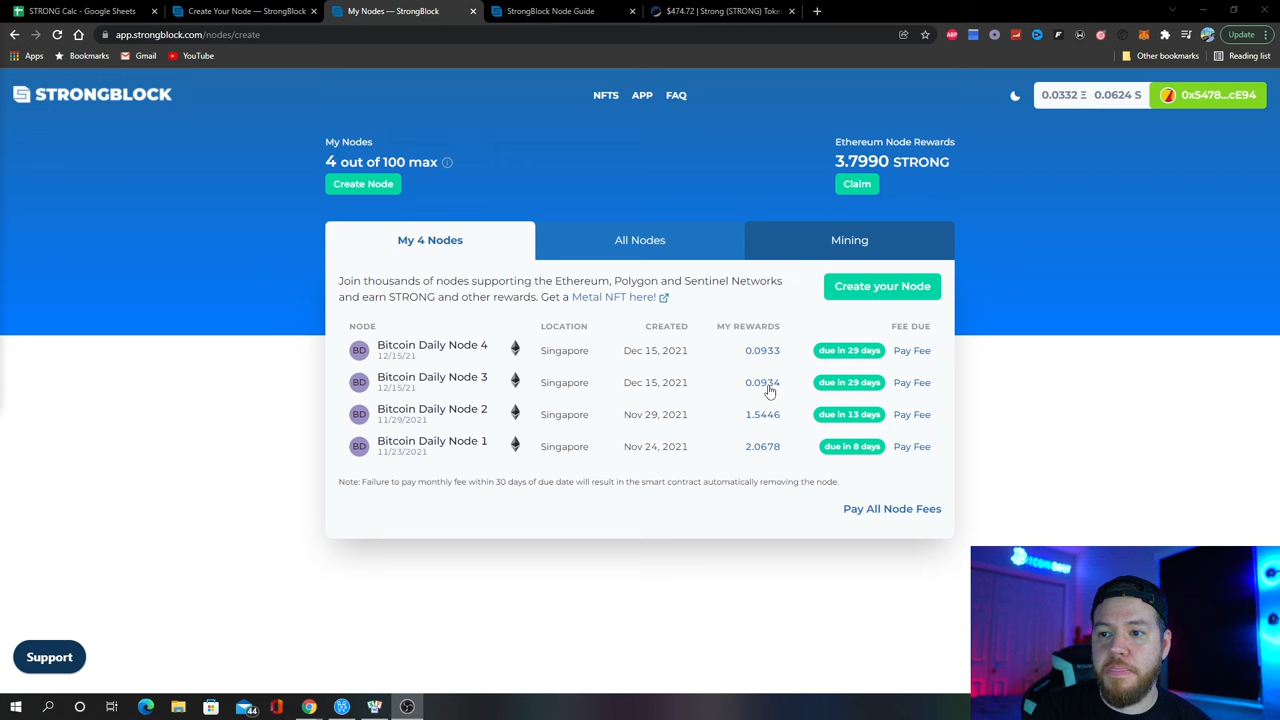 STRONG Calc - Google Sheets
Create Your Node — StrongBlock
My Nodes — StrongBlock
StrongBlock Node Guide
$474.72 | Strong (STRONG) Toke
app.strongblock.com/nodes/create
Update
Apps
Bookmarks
Gmail
YouTube
Other bookmarks
Reading list
STRONGBLOCK
NFTS
APP
FAQ
0.0332 Ξ 0.0624 S
0x5478...cE94
My Nodes
4 out of 100 max
Create Node
Ethereum Node Rewards
3.7990 STRONG
Claim
My 4 Nodes
All Nodes
Mining
Join thousands of nodes supporting the Ethereum, Polygon and Sentinel Networks
and earn STRONG and other rewards. Get a Metal NFT here!
Create your Node
NODE LOCATION CREATED MY REWARDS FEE DUE
BD Bitcoin Daily Node 4 Singapore Dec 15, 2021 0.0933 due in 29 days Pay Fee
12/15/21
BD Bitcoin Daily Node 3 Singapore Dec 15, 2021 0.0934 due in 29 days Pay Fee
12/15/21
BD Bitcoin Daily Node 2 Singapore Nov 29, 2021 1.5446 due in 13 days Pay Fee
11/29/2021
BD Bitcoin Daily Node 1 Singapore Nov 24, 2021 2.0678 due in 8 days Pay Fee
11/23/2021
Note: Failure to pay monthly fee within 30 days of due date will result in the smart contract automatically removing the node.
Pay All Node Fees
Support
44